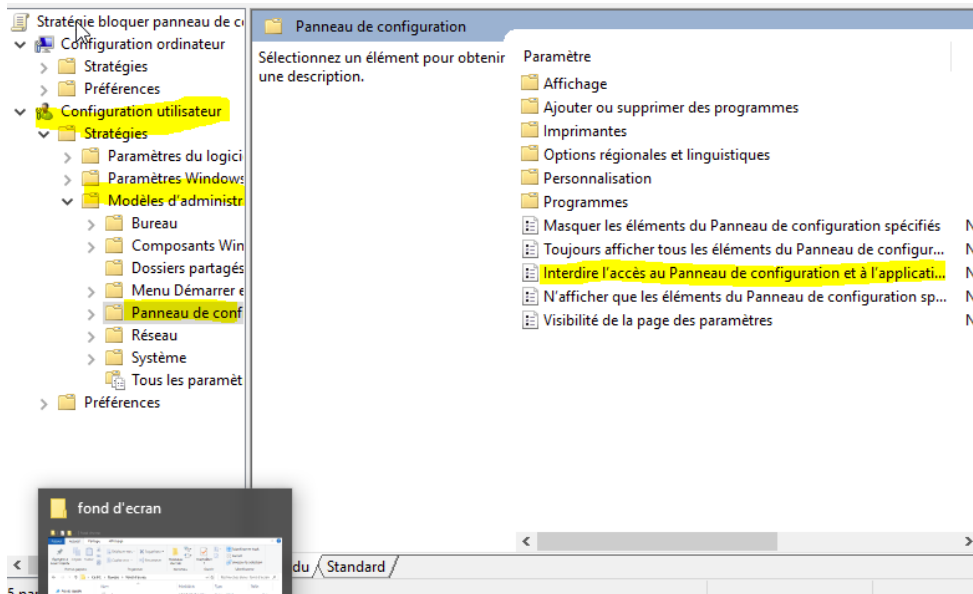 Stratégie bloquer panneau de c
Configuration ordinateur
Stratégies
Préférences
Configuration utilisateur
Stratégies
Paramètres du logici
Paramètres Windows
Modèles d'administr
Bureau
Composants Win
Dossiers partagés
Menu Démarrer e
Panneau de conf
Réseau
Système
Tous les paramèt
Préférences
Panneau de configuration
Sélectionnez un élément pour obtenir
une description.
Paramètre
Affichage
Ajouter ou supprimer des programmes
Imprimantes
Options régionales et linguistiques
Personnalisation
Programmes
Masquer les éléments du Panneau de configuration spécifiés N
Toujours afficher tous les éléments du Panneau de configur... N
Interdire l'accès au Panneau de configuration et à l'applicati... N
N'afficher que les éléments du Panneau de configuration sp... N
Visibilité de la page des paramètres N
fond d'ecran
du
Standard